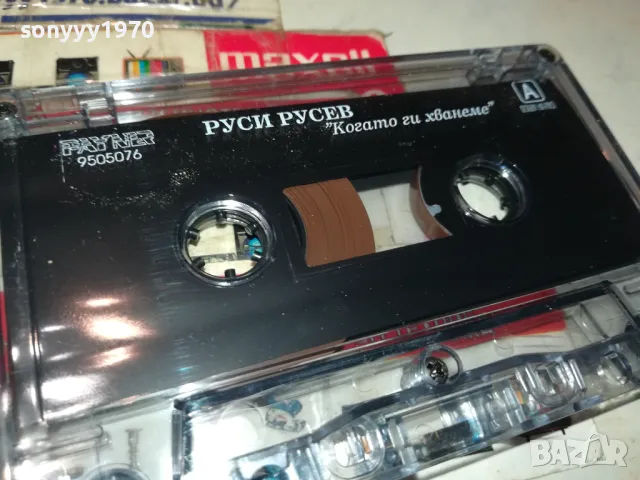 sonyyy1970
maxell
A
РУСИ РУСЕВ
"Когато ги хванеме"
PAYNER
9505076
BAZAR